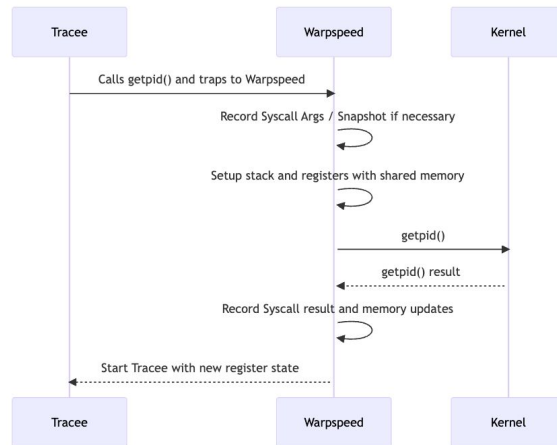 Tracee
Warpspeed
Kernel
Calls getpid() and traps to Warpspeed
Record Syscall Args / Snapshot if necessary
Setup stack and registers with shared memory
getpid()
getpid() result
Record Syscall result and memory updates
Start Tracee with new register state
Tracee
Warpspeed
Kernel